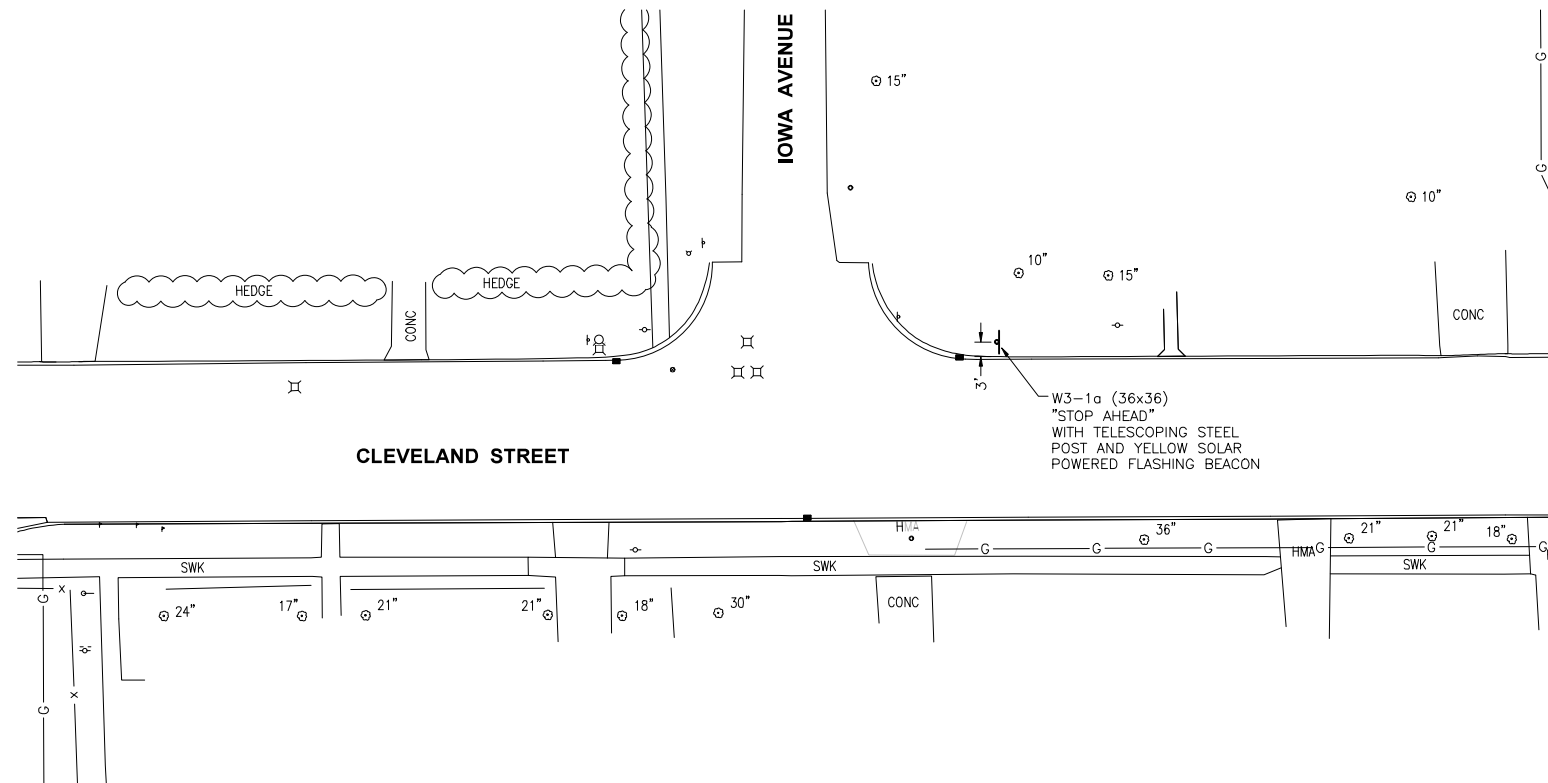 IOWA AVENUE
15"
G
G
10"
10"
15"
HEDGE
HEDGE
CONC
CONC
3'
W3-1a (36x36)
"STOP AHEAD"
WITH TELESCOPING STEEL
POST AND YELLOW SOLAR
POWERED FLASHING BEACON
CLEVELAND STREET
HMA
36"
21"
21"
18"
G
G
G
HMA
G
G
G
SWK
SWK
SWK
x
G
24"
17"
21"
21"
18"
30"
CONC
x
G